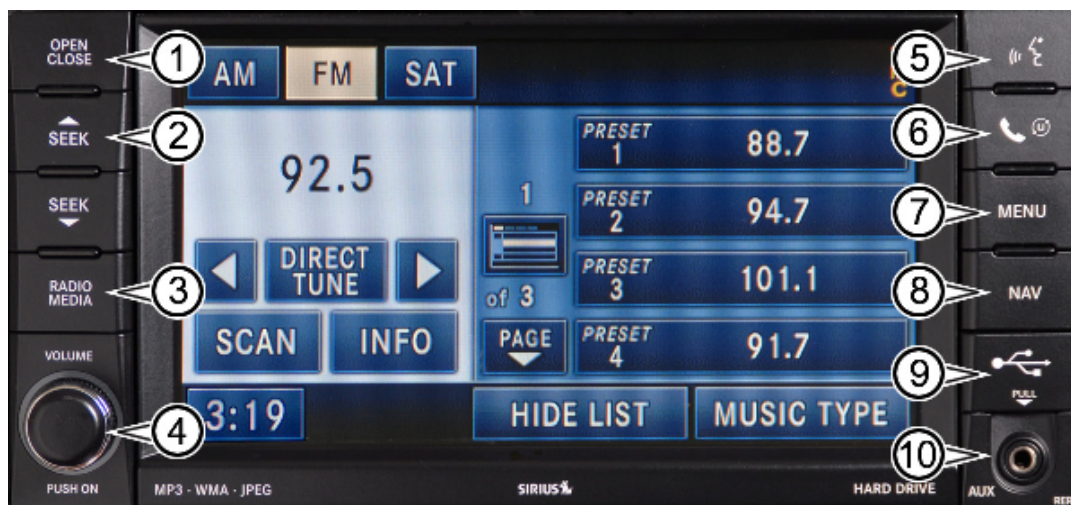 OPEN
CLOSE
1
AM
FM
SAT
C
5
SEEK
2
92.5
1
of 3
PRESET
1
88.7
6
SEEK
PRESET
2
94.7
7
MENU
RADIO
MEDIA
3
DIRECT
TUNE
PRESET
3
101.1
8
NAV
SCAN
INFO
PAGE
PRESET
4
91.7
VOLUME
9
PULL
4
3:19
HIDE LIST
MUSIC TYPE
10
PUSH ON
MP3 - WMA - JPEG
SIRIUS
HARD DRIVE
AUX